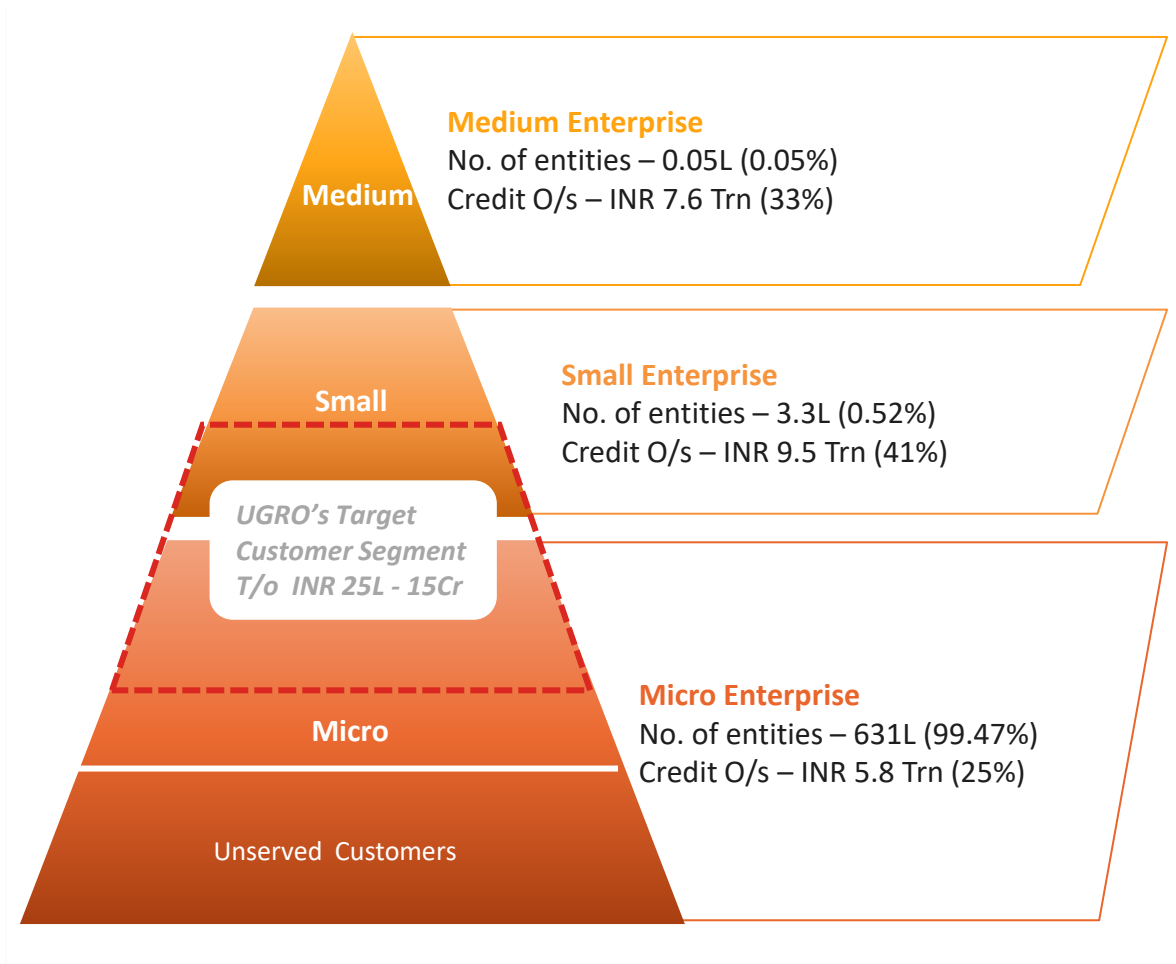 Medium
Medium Enterprise
No. of entities – 0.05L (0.05%)
Credit O/s – INR 7.6 Trn (33%)
Small
Small Enterprise
No. of entities – 3.3L (0.52%)
Credit O/s – INR 9.5 Trn (41%)
UGRO's Target
Customer Segment
T/o INR 25L - 15Cr
Micro
Micro Enterprise
No. of entities – 631L (99.47%)
Credit O/s – INR 5.8 Trn (25%)
Unserved Customers